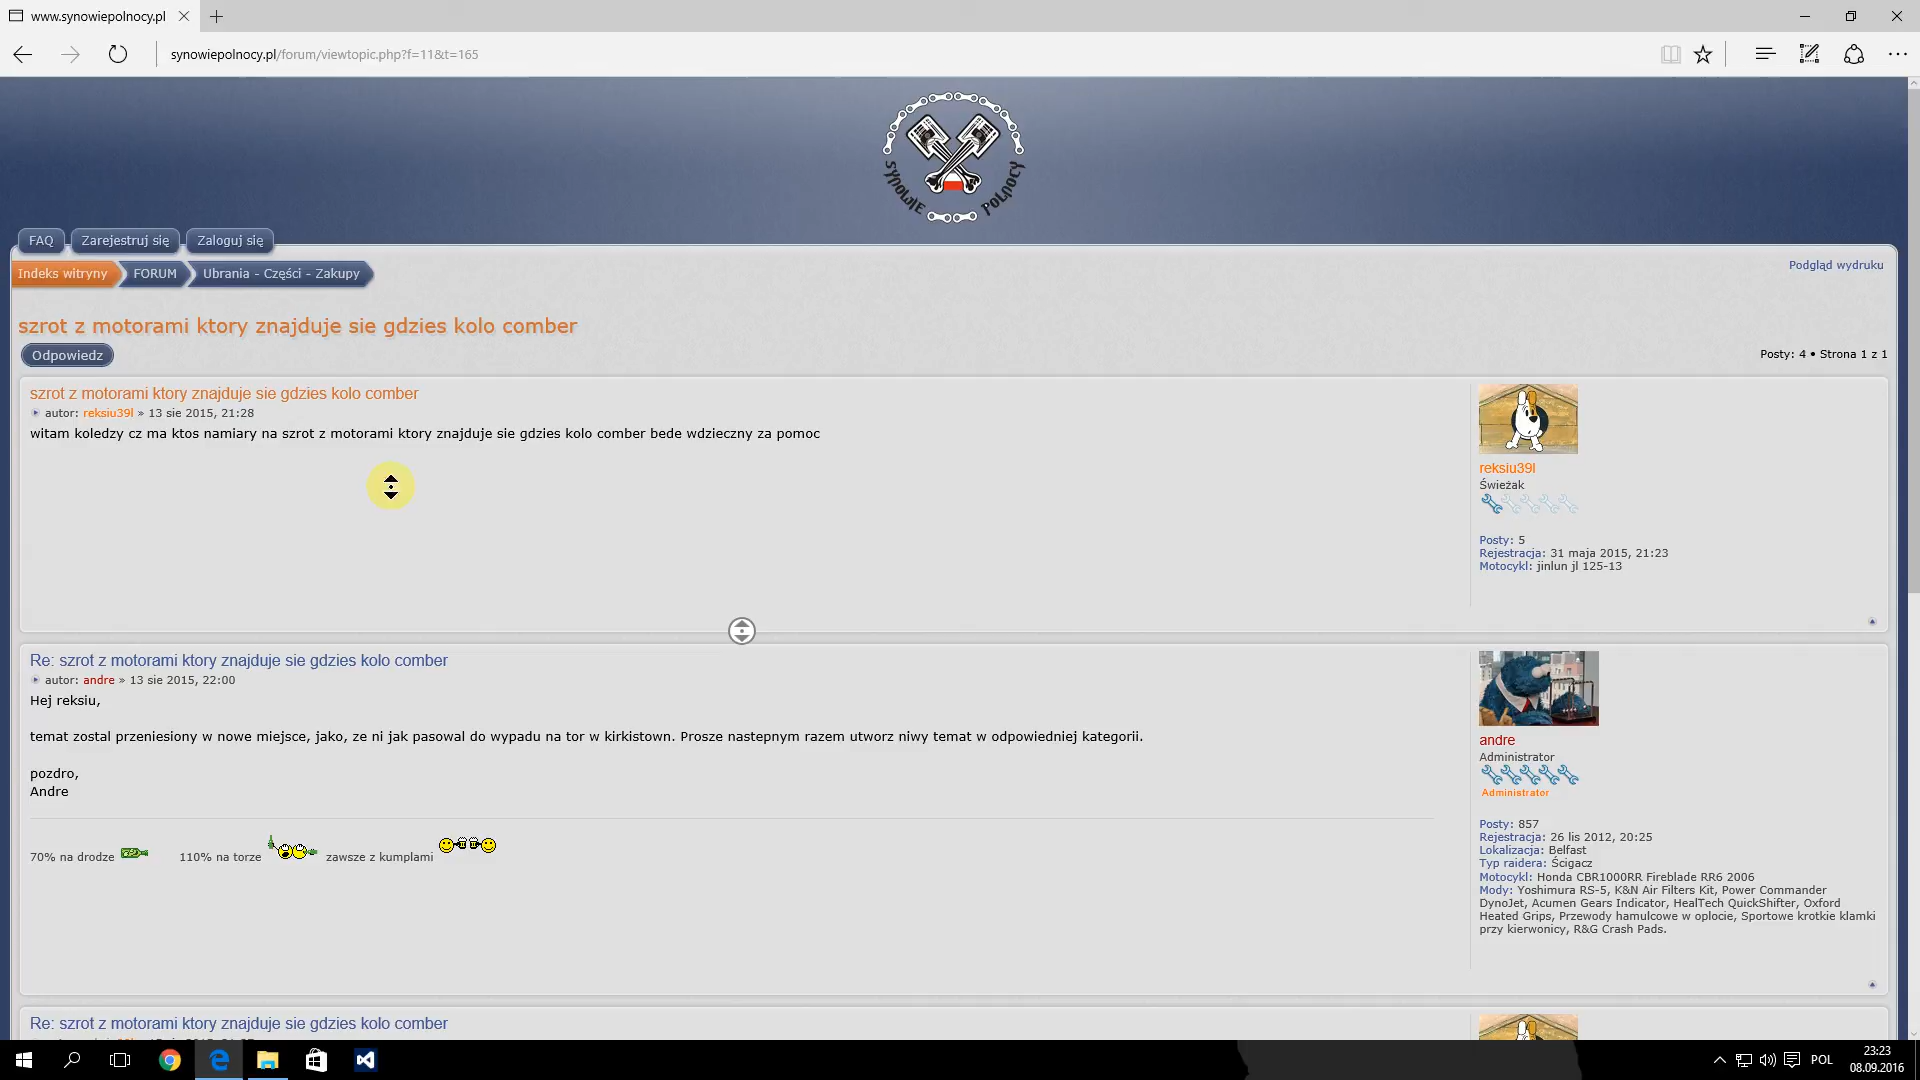 www.synowiepolnocy.pl
synowiepolnocy.pl/forum/viewtopic.php?f=11&t=165
SYNOWIE POLNOCY
FAQ
Zarejestruj się
Zaloguj się
Indeks witryny
FORUM
Ubrania - Części - Zakupy
Podgląd wydruku
szrot z motorami ktory znajduje sie gdzies kolo comber
Odpowiedz
Posty: 4 • Strona 1 z 1
szrot z motorami ktory znajduje sie gdzies kolo comber
autor: reksiu39l » 13 sie 2015, 21:28
witam koledzy cz ma ktos namiary na szrot z motorami ktory znajduje sie gdzies kolo comber bede wdzieczny za pomoc
reksiu39l
Świeżak
Posty: 5
Rejestracja: 31 maja 2015, 21:23
Motocykl: jinlun jl 125-13
Re: szrot z motorami ktory znajduje sie gdzies kolo comber
autor: andre » 13 sie 2015, 22:00
Hej reksiu,
temat zostal przeniesiony w nowe miejsce, jako, ze ni jak pasowal do wypadu na tor w kirkistown. Prosze nastepnym razem utworz niwy temat w odpowiedniej kategorii.
pozdro,
Andre
70% na drodze 110% na torze zawsze z kumplami
andre
Administrator
Administrator
Posty: 857
Rejestracja: 26 lis 2012, 20:25
Lokalizacja: Belfast
Typ raidera: Ścigacz
Motocykl: Honda CBR1000RR Fireblade RR6 2006
Mody: Yoshimura RS-5, K&N Air Filters Kit, Power Commander
DynoJet, Acumen Gears Indicator, HealTech QuickShifter, Oxford
Heated Grips, Przewody hamulcowe w oplocie, Sportowe krotkie klamki
przy kierwonicy, R&G Crash Pads.
Re: szrot z motorami ktory znajduje sie gdzies kolo comber
POL
23:23
08.09.2016